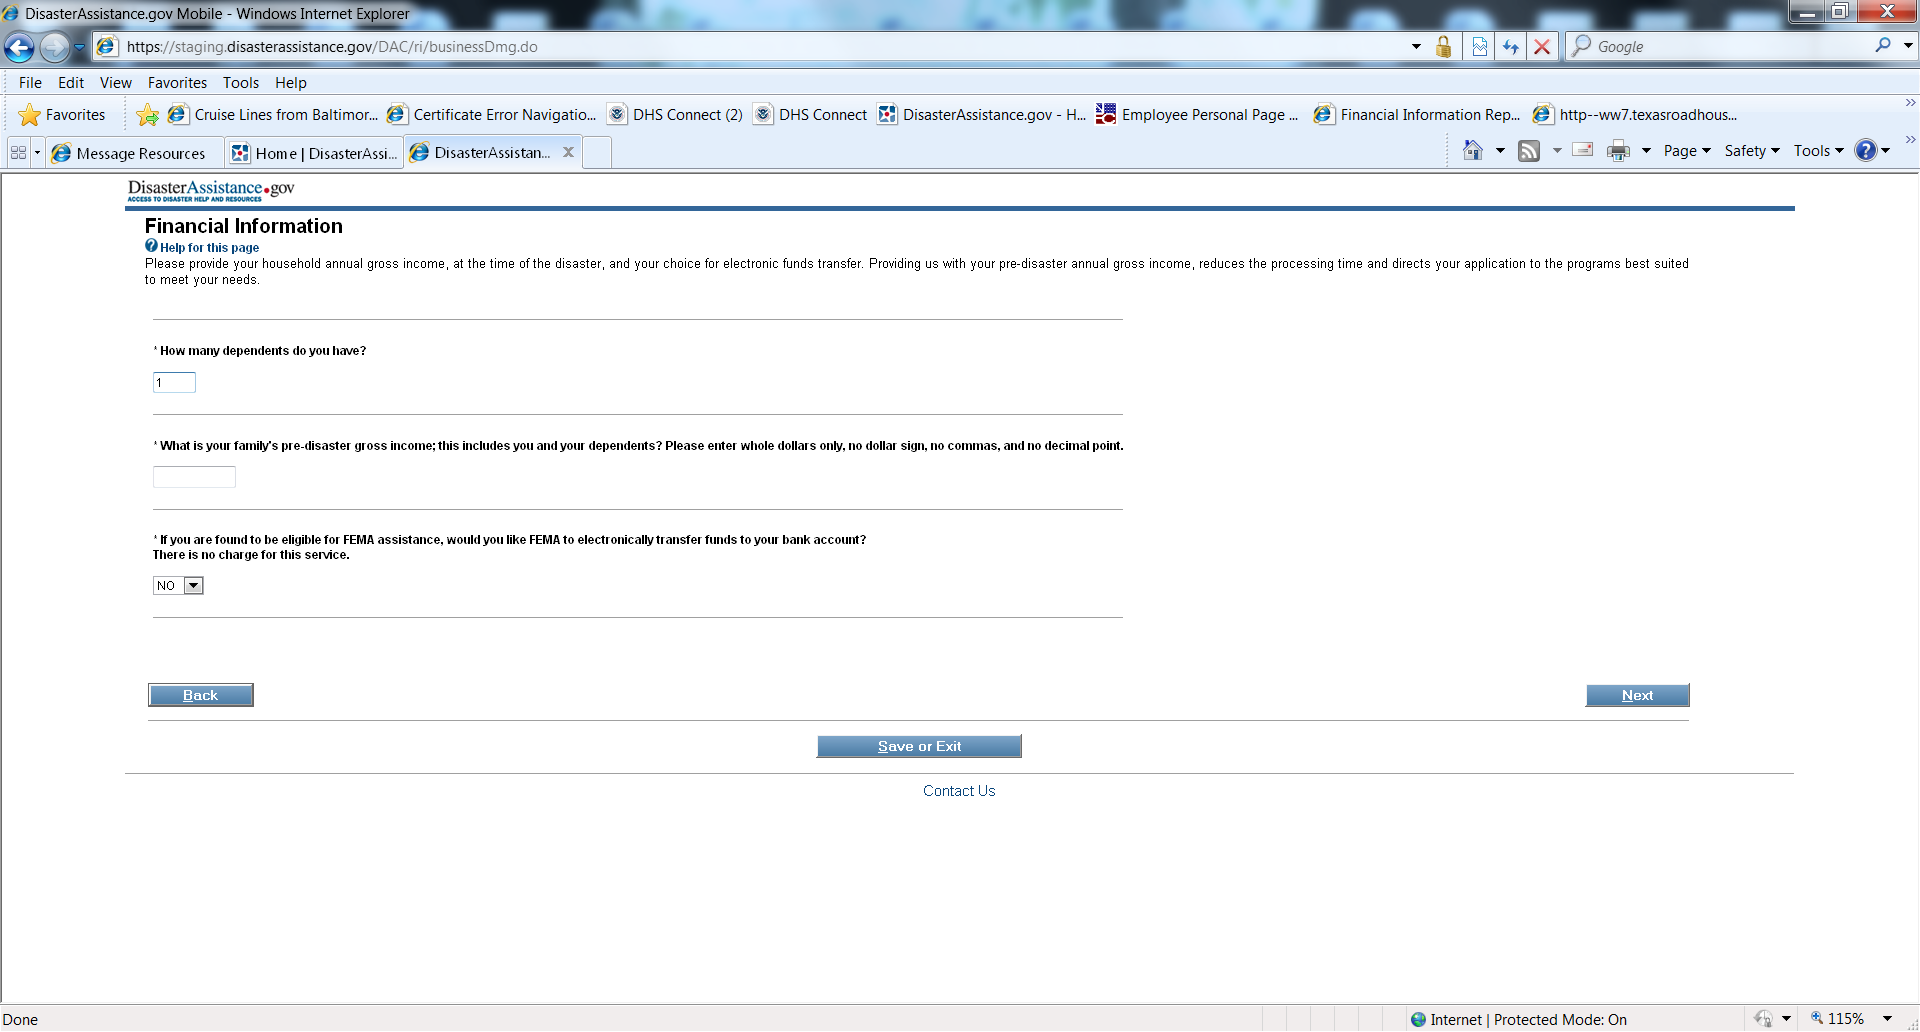 DisasterAssistance.gov Mobile - Windows Internet Explorer
https://staging.disasterassistance.gov/DAC/ri/businessDmg.do
Google
File Edit View Favorites Tools Help
Favorites Cruise Lines from Baltimor... Certificate Error Navigatio... DHS Connect (2) DHS Connect DisasterAssistance.gov - H... Employee Personal Page ... Financial Information Rep... http--ww7.texasroadhous...
Message Resources Home | DisasterAssi... DisasterAssistan... Page Safety Tools
DisasterAssistance.gov
ACCESS TO DISASTER HELP AND RESOURCES
Financial Information
Help for this page
Please provide your household annual gross income, at the time of the disaster, and your choice for electronic funds transfer. Providing us with your pre-disaster annual gross income, reduces the processing time and directs your application to the programs best suited
to meet your needs.
* How many dependents do you have?
1
* What is your family's pre-disaster gross income; this includes you and your dependents? Please enter whole dollars only, no dollar sign, no commas, and no decimal point.
* If you are found to be eligible for FEMA assistance, would you like FEMA to electronically transfer funds to your bank account?
There is no charge for this service.
NO
Back Next
Save or Exit
Contact Us
Done Internet | Protected Mode: On 115%